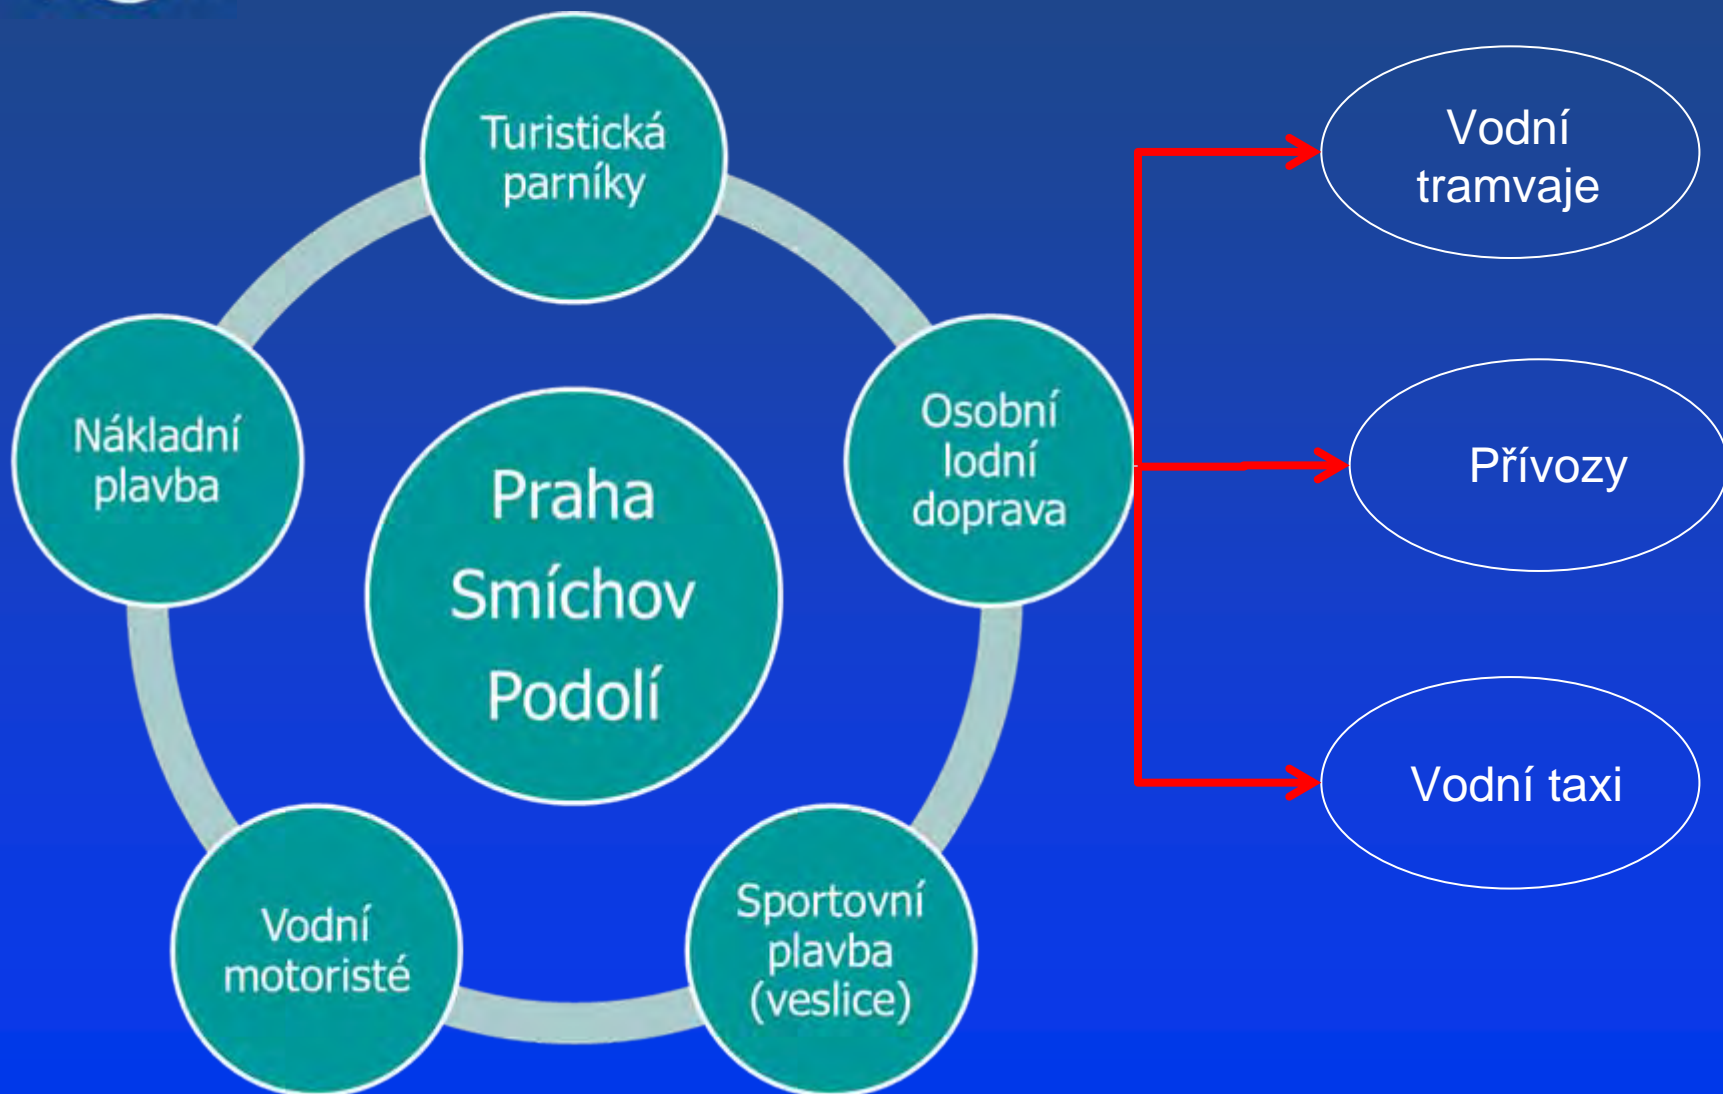 Turistická
parníky
Vodní
tramvaje
Osobní
lodní
doprava
Nákladní
plavba
Přívozy
Praha
Smíchov
Podolí
Vodní taxi
Vodní
motoristé
Sportovní
plavba
(veslice)